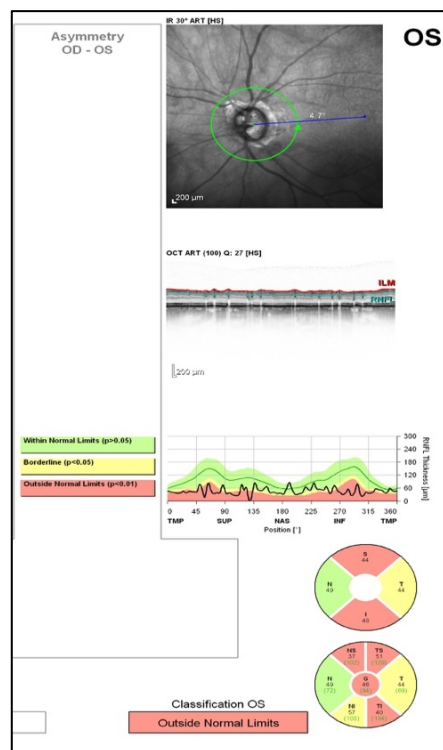 OS
Asymmetry
OD - OS
IR 30° ART [HS]
4.7°
200 µm
OCT ART (100) Q: 27 [HS]
ILM
RNFL
200 µm
Within Normal Limits (p>0.05)
Borderline (p<0.05)
Outside Normal Limits (p<0.01)
300
240
180
120
60
0
RNFL Thickness [µm]
0 45 90 135 180 225 270 315 360
TMP SUP NAS INF TMP
Position [°]
S
44
N
49
T
44
I
48
TS
51
N
49
(72)
G
46
T
44
NI
57
TI
40
Classification OS
Outside Normal Limits